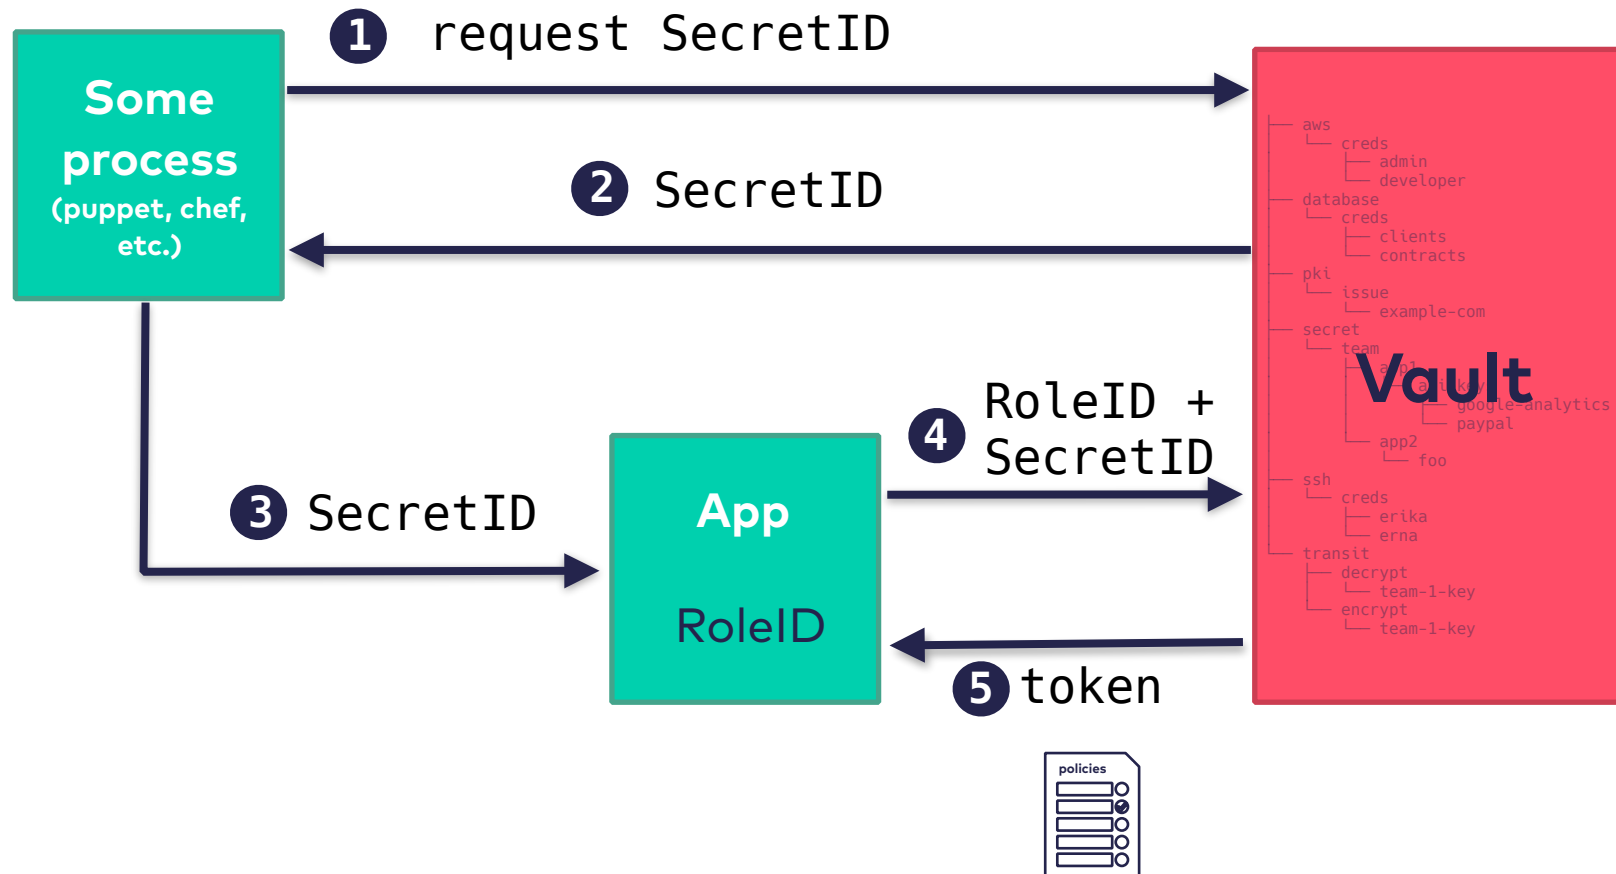 1 request SecretID
Some
process
(puppet, chef,
etc.)
2 SecretID
3 SecretID
App
RoleID
4 RoleID +
SecretID
5 token
policies
├── aws
│   └── creds
│       ├── admin
│       └── developer
├── database
│   └── creds
│       ├── clients
│       └── contracts
├── pki
│   └── issue
│       └── example-com
├── secret
│   └── team
Vault
google-analytics
paypal
app2
foo
├── ssh
│   └── creds
│       ├── erika
│       └── erna
└── transit
├── decrypt
│   └── team-1-key
└── encrypt
└── team-1-key